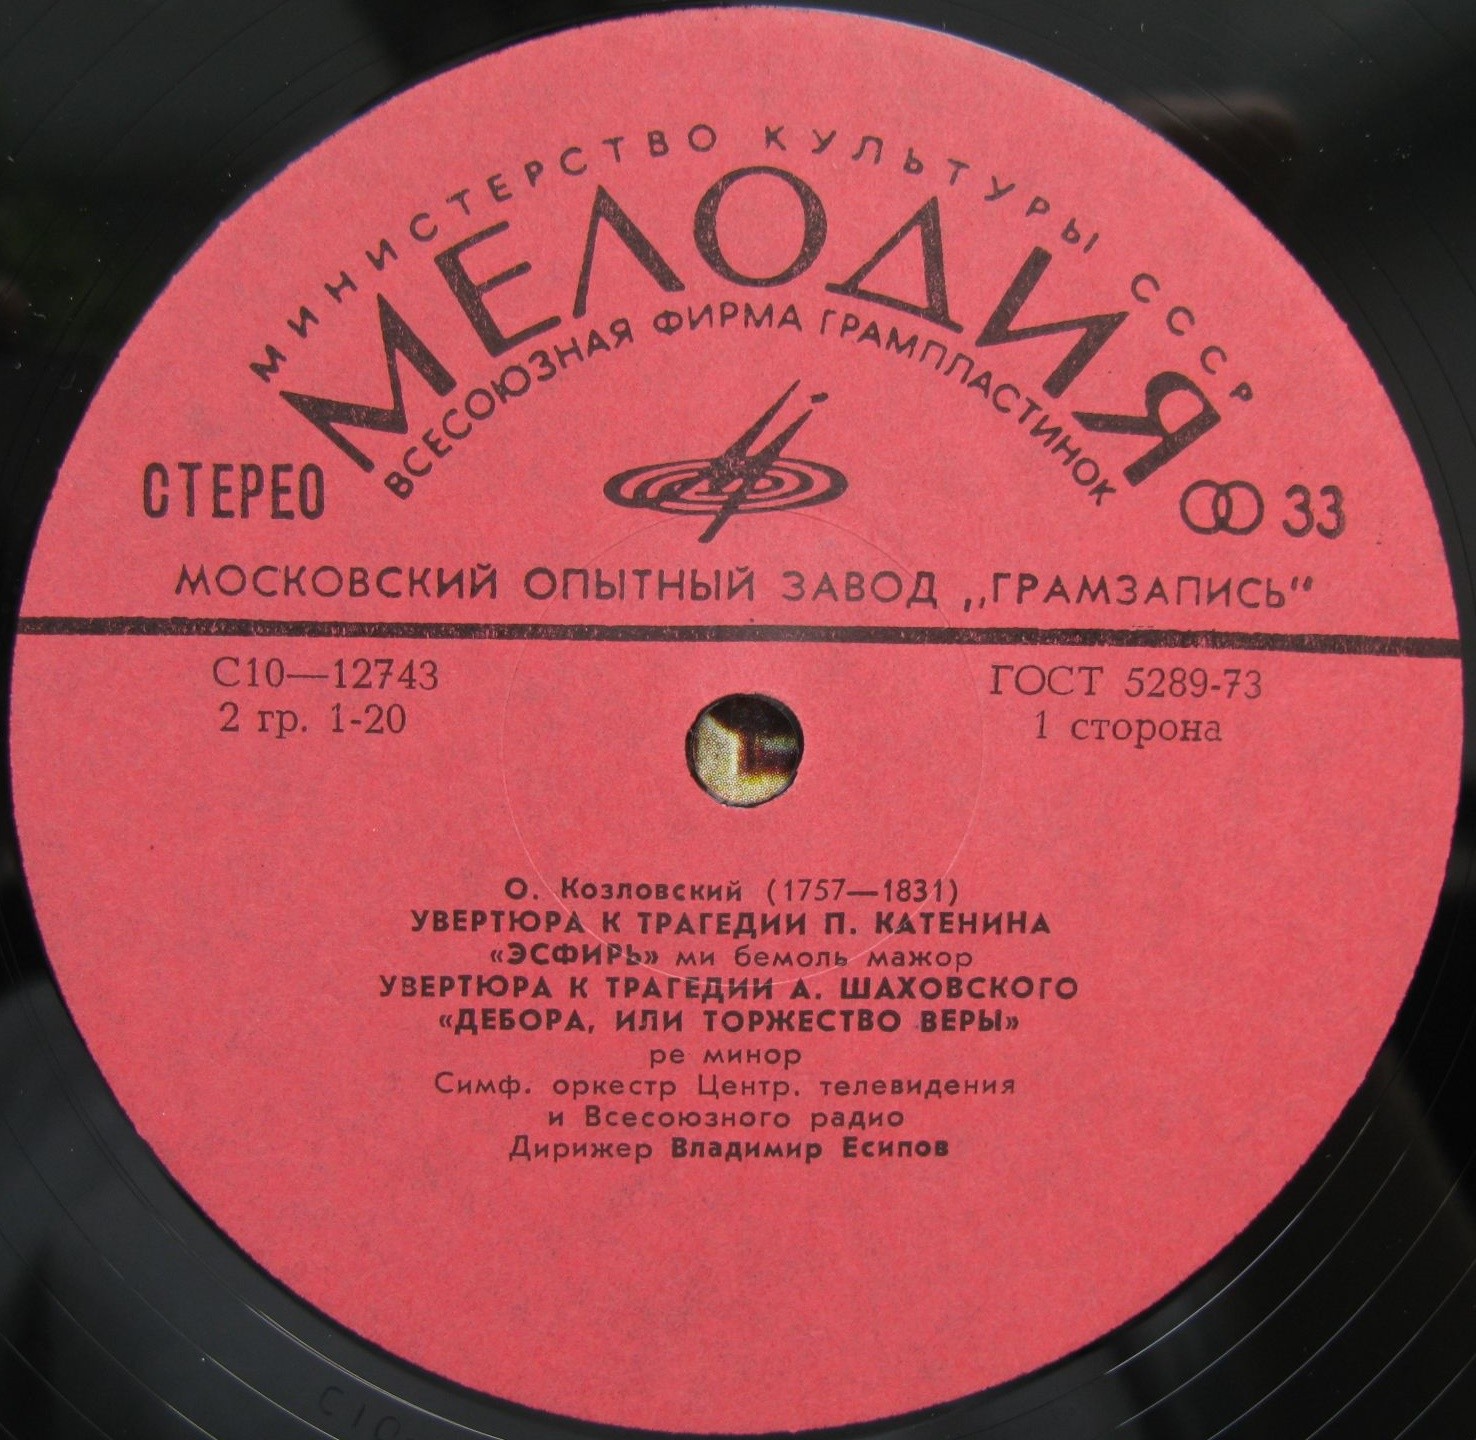 МИНИСТЕРСТВО КУЛЬТУРЫ СССР
МЕЛОДИЯ
ВСЕСОЮЗНАЯ ФИРМА ГРАМПЛАСТИНОК
СТЕРЕО
33
МОСКОВСКИЙ ОПЫТНЫЙ ЗАВОД „ГРАМЗАПИСЬ"
С10—12743
ГОСТ 5289-73
2 гр. 1-20
1 сторона
О. Козловский (1757—1831)
УВЕРТЮРА К ТРАГЕДИИ П. КАТЕНИНА
«ЭСФИРЬ» ми бемоль мажор
УВЕРТЮРА К ТРАГЕДИИ А. ШАХОВСКОГО
«ДЕБОРА, ИЛИ ТОРЖЕСТВО ВЕРЫ»
ре минор
Симф. оркестр Центр. телевидения
и Всесоюзного радио
Дирижер Владимир Есипов